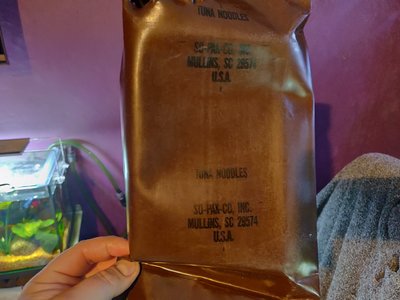 TUNA NOODLES
SO-PAK-CO, INC.
MULLINS, SC 29574
U.S.A.
TUNA NOODLES
SO-PAK-CO, INC.
MULLINS, SC 29574
U.S.A.